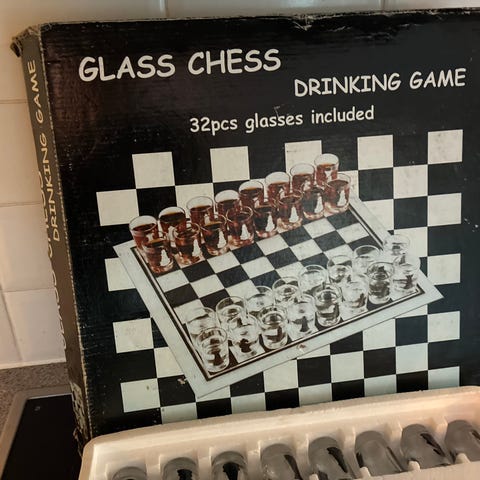 GLASS CHESS
DRINKING GAME
32pcs glasses included
DRINKING GAME